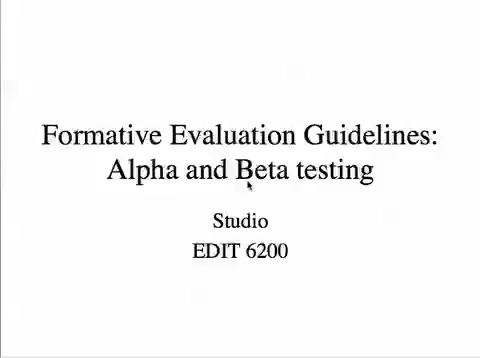 Formative Evaluation Guidelines:
Alpha and Beta testing
Studio
EDIT 6200